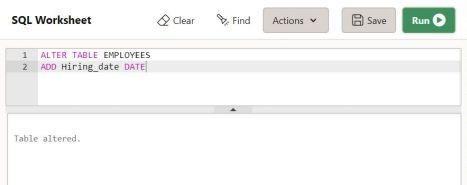 SQL Worksheet Clear Find Actions Save Run
1 ALTER TABLE EMPLOYEES
2 ADD Hiring_date DATE
Table altered.